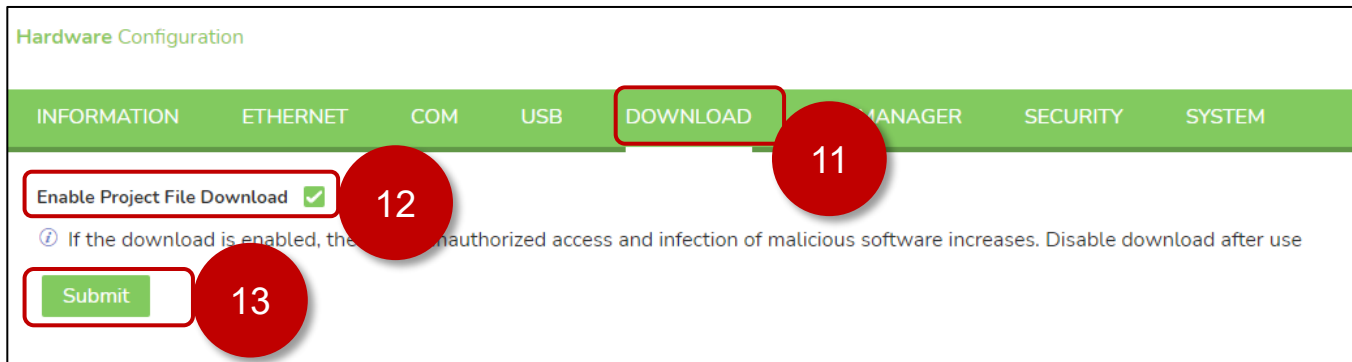 Hardware Configuration
INFORMATION ETHERNET COM USB DOWNLOAD MANAGER SECURITY SYSTEM
11
Enable Project File Download
12
If the download is enabled, the nauthorized access and infection of malicious software increases. Disable download after use
Submit
13